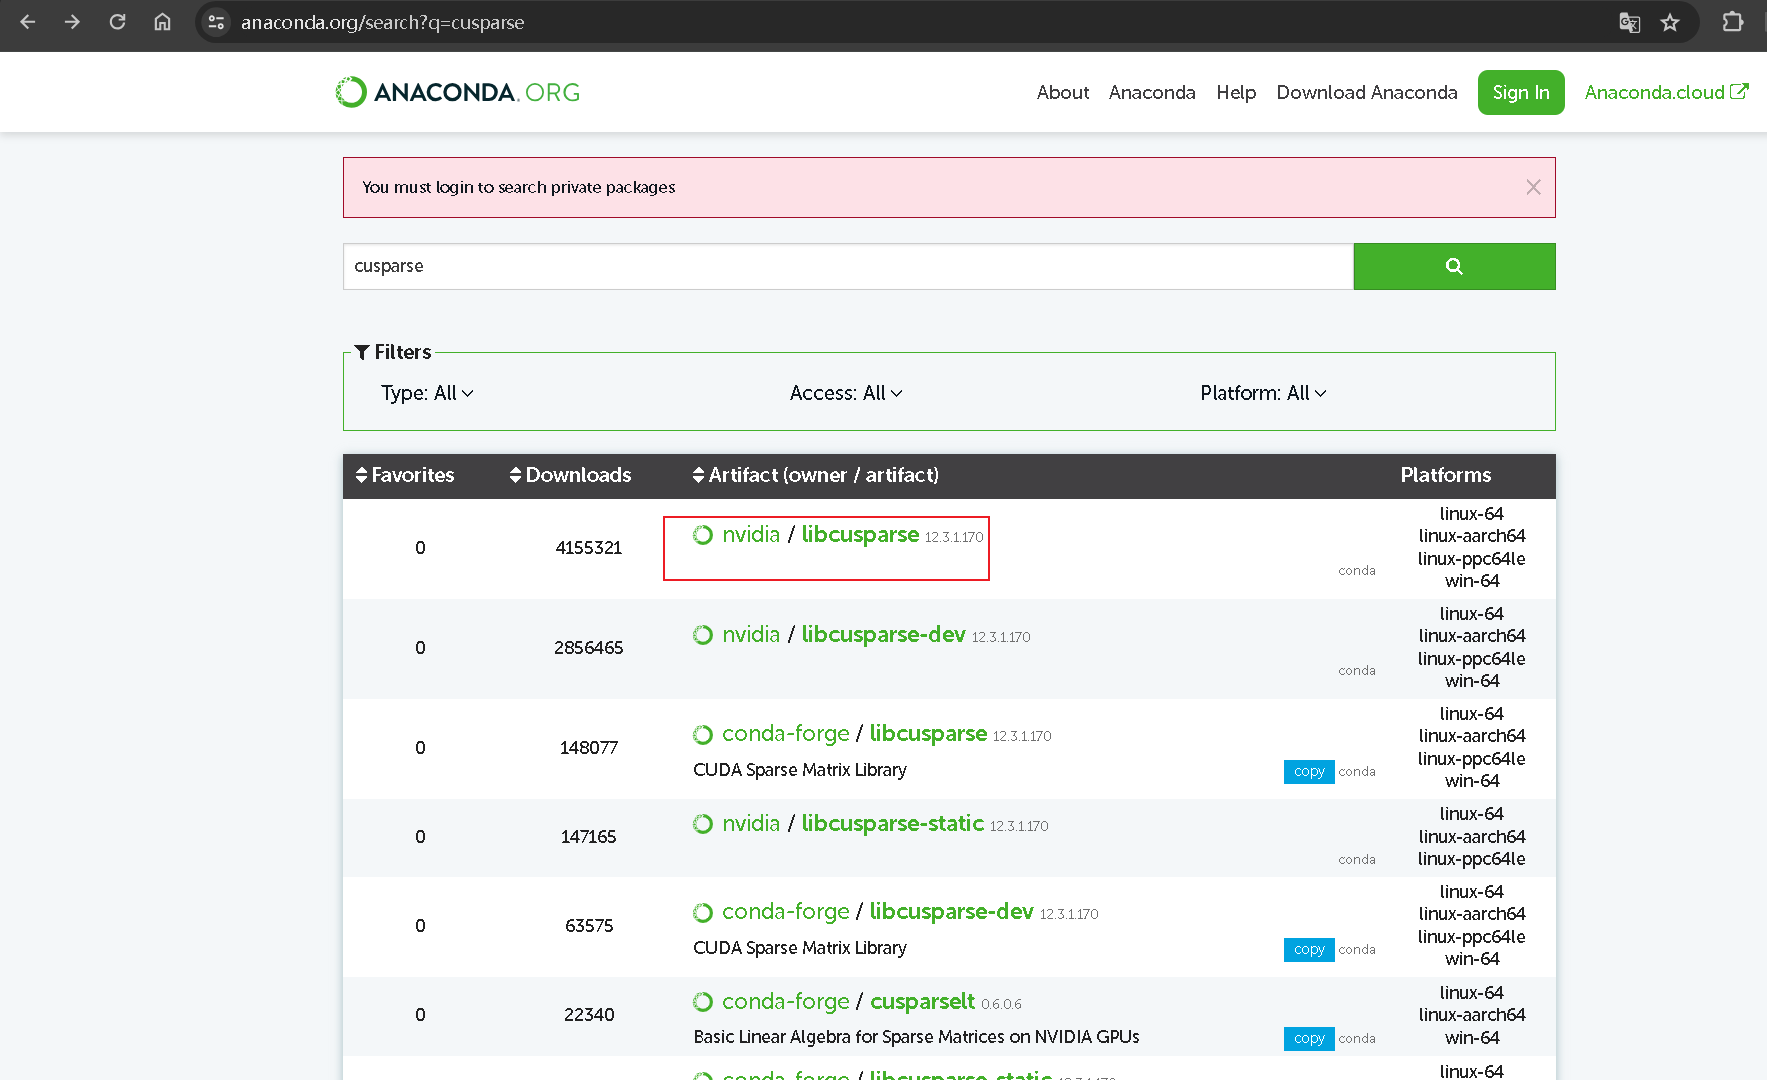 anaconda.org/search?q=cusparse
ANACONDA.ORG
About Anaconda Help Download Anaconda Sign In Anaconda.cloud
You must login to search private packages
cusparse
Filters
Type: All Access: All Platform: All
Favorites Downloads Artifact (owner / artifact) Platforms
0 4155321 nvidia / libcusparse 12.3.1.170 conda
linux-64
linux-aarch64
linux-ppc64le
win-64
0 2856465 nvidia / libcusparse-dev 12.3.1.170 conda
linux-64
linux-aarch64
linux-ppc64le
win-64
0 148077 conda-forge / libcusparse 12.3.1.170
CUDA Sparse Matrix Library copy conda
linux-64
linux-aarch64
linux-ppc64le
win-64
0 147165 nvidia / libcusparse-static 12.3.1.170 conda
linux-64
linux-aarch64
linux-ppc64le
0 63575 conda-forge / libcusparse-dev 12.3.1.170
CUDA Sparse Matrix Library copy conda
linux-64
linux-aarch64
linux-ppc64le
win-64
0 22340 conda-forge / cusparselt 0.6.0.6
Basic Linear Algebra for Sparse Matrices on NVIDIA GPUs copy conda
linux-64
linux-aarch64
win-64
conda-forge / libcusparse-static
linux-64